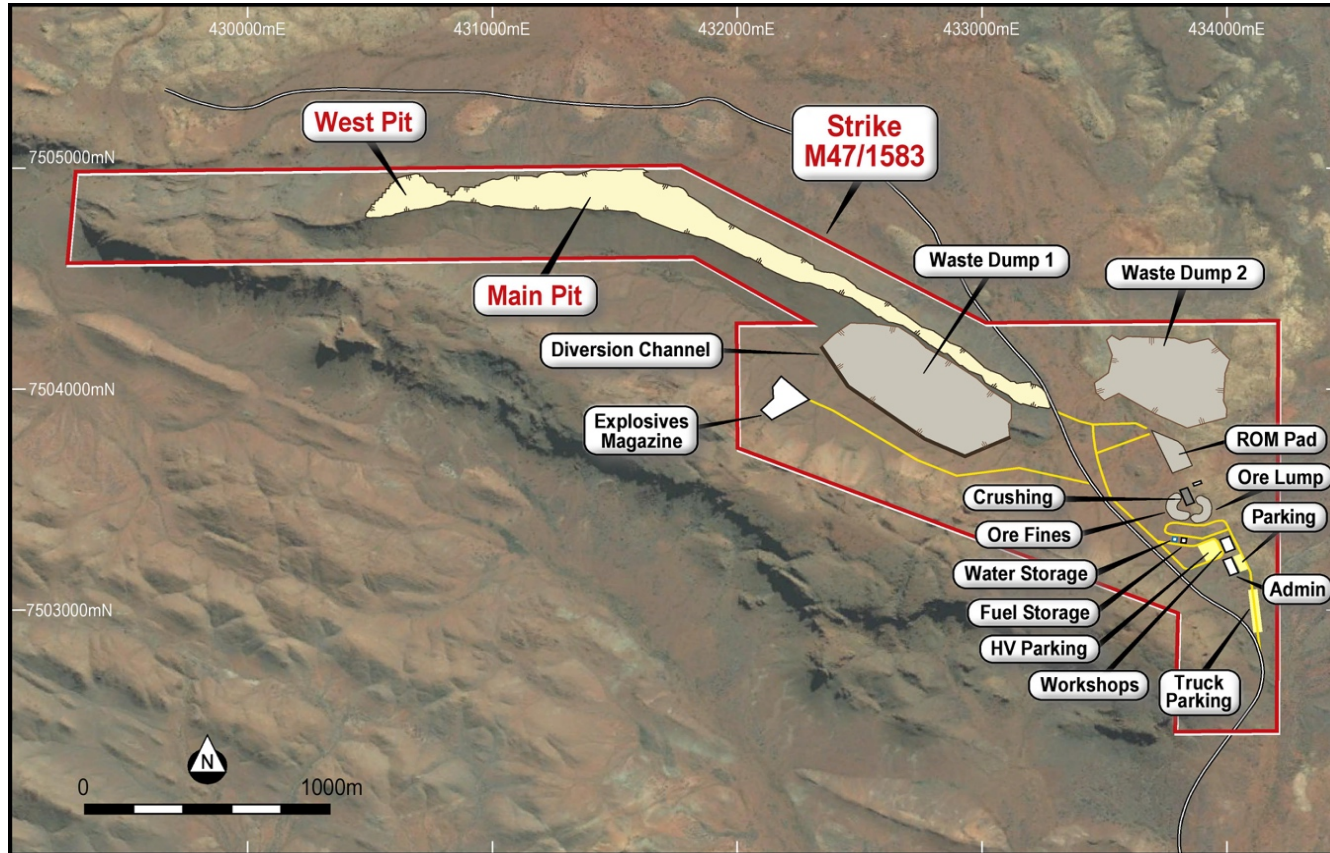 430000mE
431000mE
432000mE
433000mE
434000mE
West Pit
Strike
M47/1583
7505000mN
Waste Dump 1
Waste Dump 2
Main Pit
Diversion Channel
7504000mN
Explosives
Magazine
ROM Pad
Ore Lump
Crushing
Parking
Ore Fines
Water Storage
Admin
7503000mN
Fuel Storage
HV Parking
Workshops
Truck
Parking
N
0
1000m